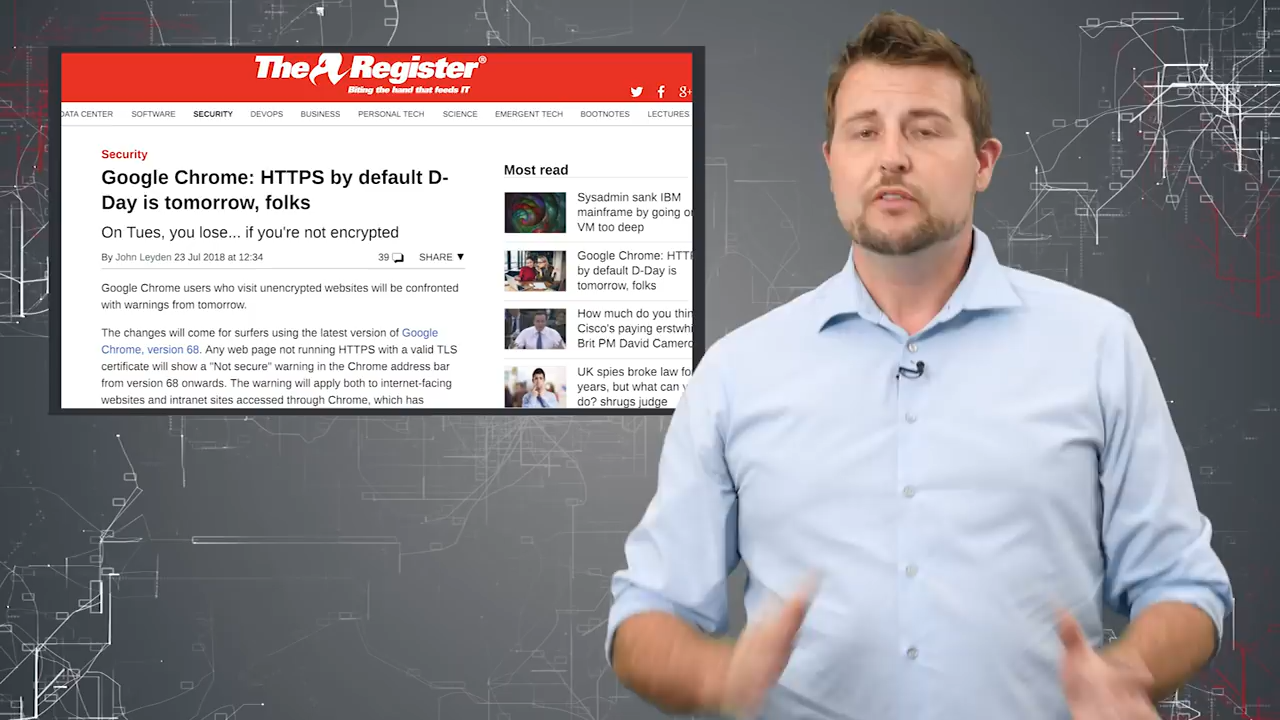 The Register®
Biting the hand that feeds IT
DATA CENTER SOFTWARE SECURITY DEVOPS BUSINESS PERSONAL TECH SCIENCE EMERGENT TECH BOOTNOTES LECTURES
Security
Google Chrome: HTTPS by default D-
Day is tomorrow, folks
On Tues, you lose... if you're not encrypted
By John Leyden 23 Jul 2018 at 12:34
39
SHARE ▼
Google Chrome users who visit unencrypted websites will be confronted
with warnings from tomorrow.
The changes will come for surfers using the latest version of Google
Chrome, version 68. Any web page not running HTTPS with a valid TLS
certificate will show a "Not secure" warning in the Chrome address bar
from version 68 onwards. The warning will apply both to internet-facing
websites and intranet sites accessed through Chrome, which has
Most read
Sysadmin sank IBM
mainframe by going
VM too deep
Google Chrome:
by default D-Day is
tomorrow, folks
How much do you
Cisco's paying
Brit PM David
UK spies broke law
years, but what can
do? shrugs judge